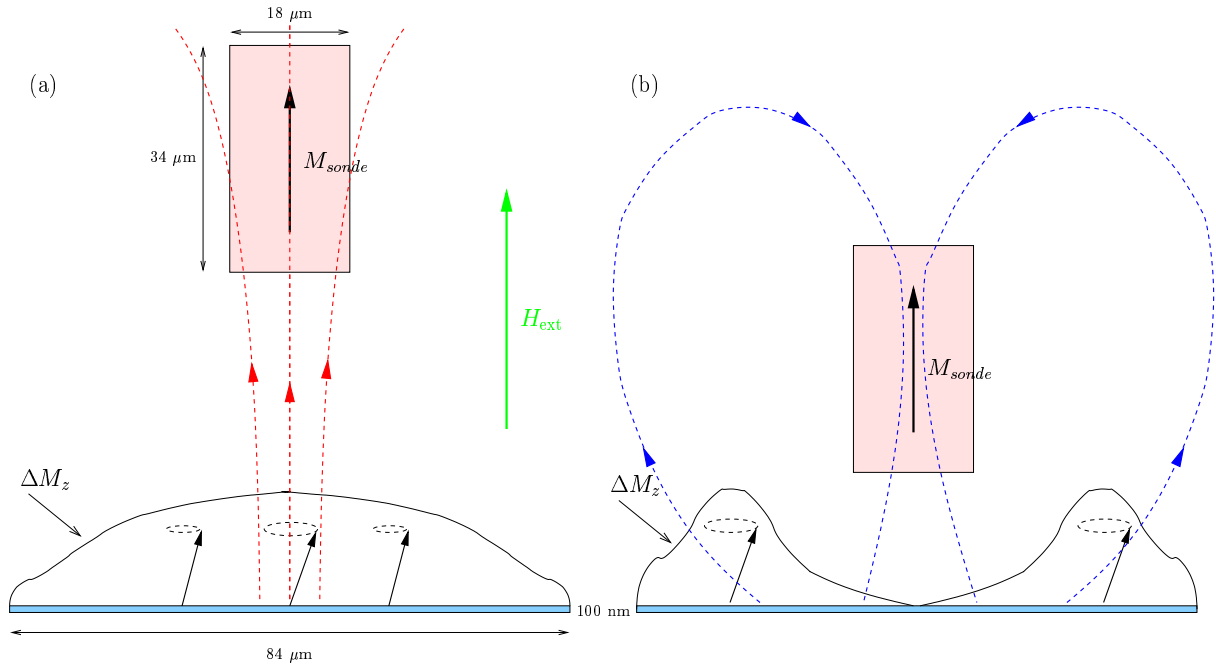 18 μm
(a)
34 μm
M_sonde
H_ext
ΔM_z
100 nm
84 μm
(b)
M_sonde
ΔM_z